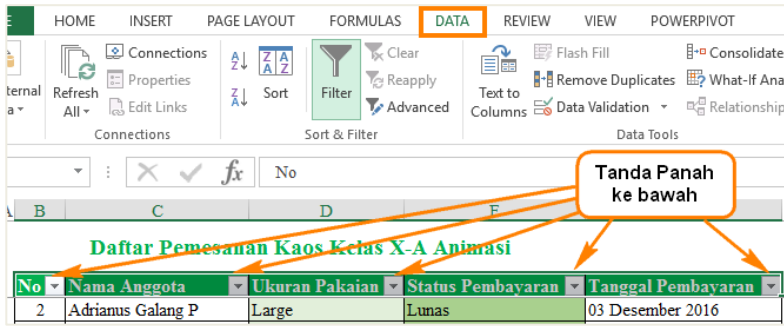 HOME INSERT PAGE LAYOUT FORMULAS DATA REVIEW VIEW POWERPIVOT
Connections Clear Flash Fill Consolidate
Properties Reapply Remove Duplicates What-If Ana
Edit Links Advanced Data Validation Relationship
ternal
a
Refresh
All
Sort
Filter
Text to
Columns
Connections Sort & Filter Data Tools
fx No
Tanda Panah
ke bawah
B C D E
Daftar Pemesanan Kaos Kelas X-A Animasi
No Nama Anggota Ukuran Pakaian Status Pembayaran Tanggal Pembayaran
2 Adrianus Galang P Large Lunas 03 Desember 2016